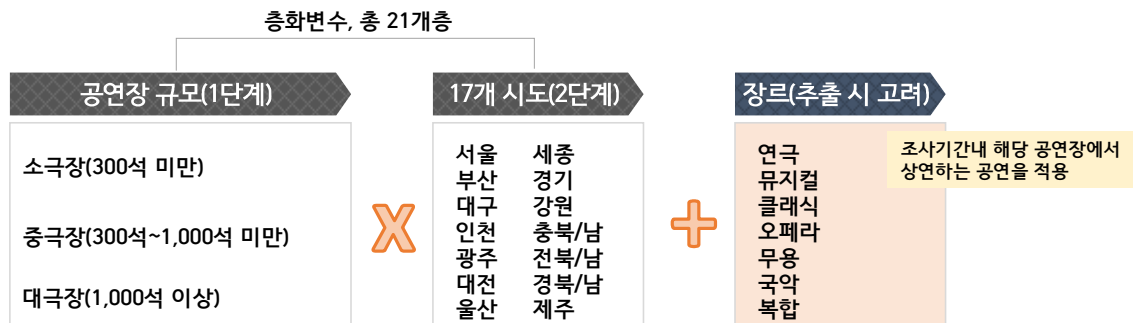 층화변수, 총 21개층
공연장 규모(1단계)
소극장(300석 미만)
중극장(300석~1,000석 미만)
대극장(1,000석 이상)
17개 시도(2단계)
서울 세종
부산 경기
대구 강원
인천 충북/남
광주 전북/남
대전 경북/남
울산 제주
장르(추출 시 고려)
연극
뮤지컬
클래식
오페라
무용
국악
복합
조사기간내 해당 공연장에서
상연하는 공연을 적용